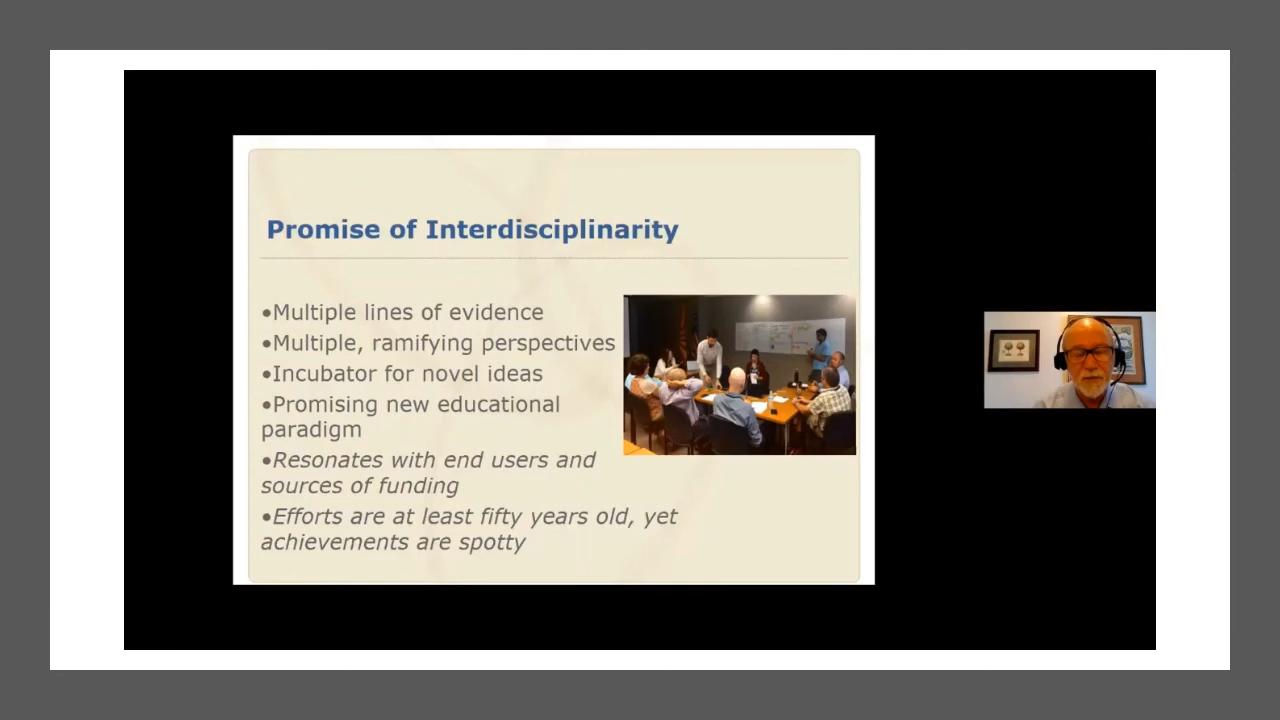 Promise of Interdisciplinarity
•Multiple lines of evidence
•Multiple, ramifying perspectives
•Incubator for novel ideas
•Promising new educational
paradigm
•Resonates with end users and
sources of funding
•Efforts are at least fifty years old, yet
achievements are spotty